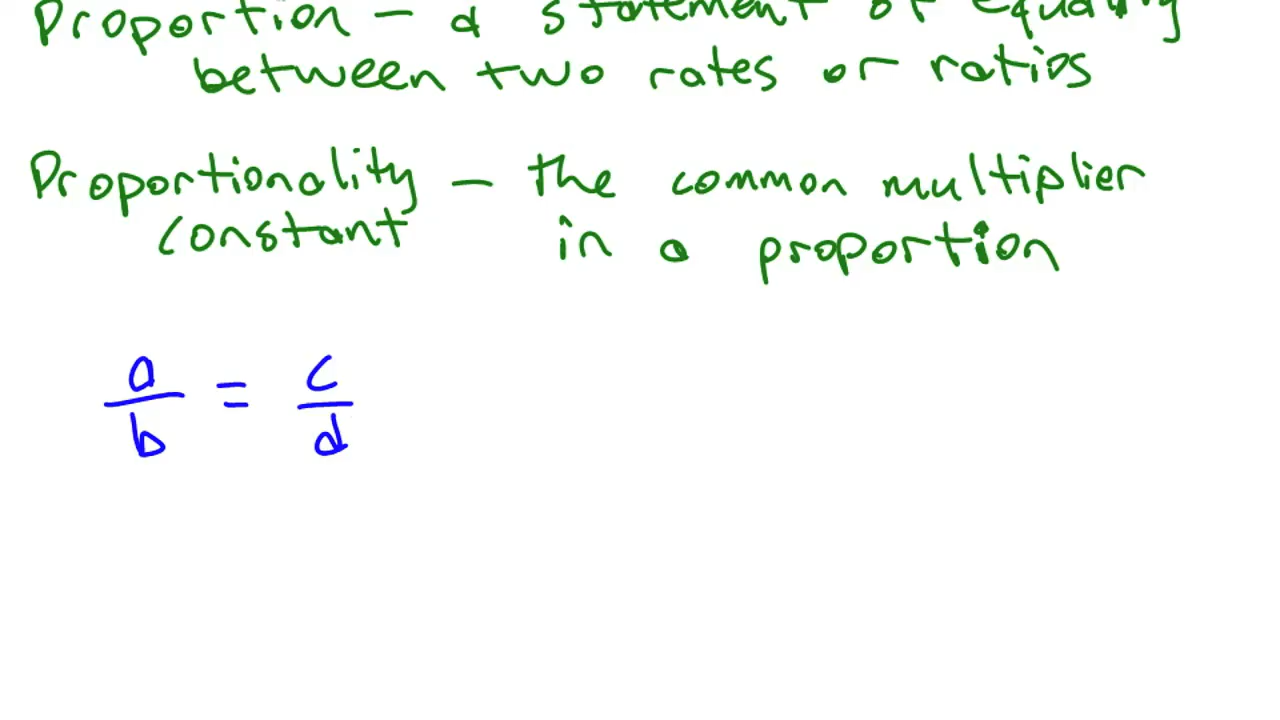 Proportion - a statement of equality
between two rates or ratios
Proportionality - the common multiplier
constant in a proportion
a/b = c/d